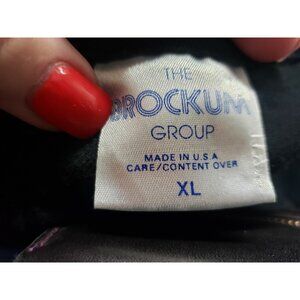 THE
BROCKUM
GROUP
MADE IN U.S.A
CARE/CONTENT OVER
XL